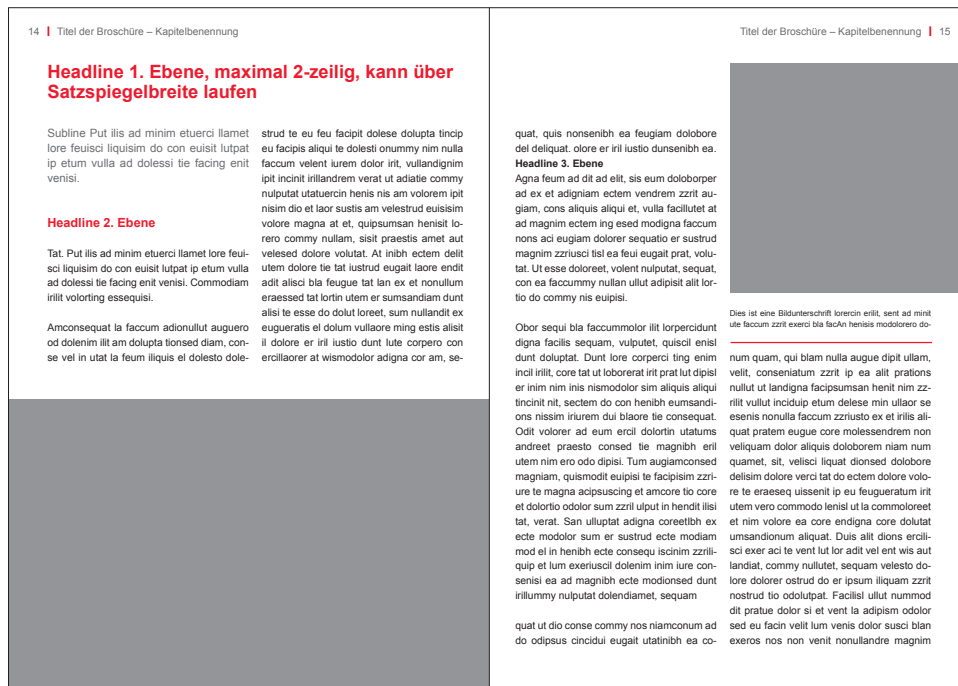 14 | Titel der Broschüre – Kapitelbenennung
Headline 1. Ebene, maximal 2-zeilig, kann über
Satzspiegelbreite laufen
Subline Put ilis ad minim etuerci llamet
lore feuisci liquisim do con euisit lutpat
ip etum vulla ad dolessi tie facing enit
venisi.
Headline 2. Ebene
Tat. Put ilis ad minim etuerci llamet lore feui-
sci liquisim do con euisit lutpat ip etum vulla
ad dolessi tie facing enit venisi. Commodiam
irilit volorting essequisi.
Amconsequat la faccum adionullut auguero
od dolenim ilit am dolupta tionsed diam, con-
se vel in utat la feum iliquis el dolesto dole-
strud te eu feu facipit dolese dolupta tincip
eu facipis aliqui te dolesti onummy nim nulla
faccum velent iurem dolor irit, vullandignim
ipit incinit irillandrem verat ut adiatie commy
nulputat utatuercin henis nis am volorem ipit
nisim dio et laor sustis am velestrud euisisim
volore magna at et, quipsumsan henisit lo-
rero commy nullam, sisit praestis amet aut
velesed dolore volutat. At inibh ectem delit
utem dolore tie tat iustrud eugait laore endit
adit alisci bla feugue tat lan ex et nonullum
eraessed tat lortin utem er sumsandiam dunt
alisi te esse do dolut loreet, sum nullandit ex
eugueratis el dolum vullaore ming estis alisit
il dolore er iril iustio dunt lute corpero con
ercillaorer at wismodolor adigna cor am, se-
Titel der Broschüre – Kapitelbenennung | 15
quat, quis nonsenibh ea feugiam dolobore
del deliquat. olore er iril iustio dunsenibh ea.
Headline 3. Ebene
Agna feum ad dit ad elit, sis eum doloborper
ad ex et adigniam ectem vendrem zzrit au-
giam, cons aliquis aliqui et, vulla facillutet at
ad magnim ectem ing esed modigna faccum
nons aci eugiam dolorer sequatio er sustrud
magnim zzriusci tisl ea feui eugait prat, volu-
tat. Ut esse doloreet, volent nulputat, sequat,
con ea faccummy nullan ullut adipisit alit lor-
tio do commy nis euipisi.
Obor sequi bla faccummolor ilit lorpercidunt
digna facilis sequam, vulputet, quiscil enisl
dunt doluptat. Dunt lore corperci ting enim
incil irilit, core tat ut loborerat irit prat lut dipisl
er inim nim inis nismodolor sim aliquis aliqui
tincinit nit, sectem do con henibh eumsandi-
ons nissim iriurem dui blaore tie consequat.
Odit volorer ad eum ercil dolortin utatums
andreet praesto consed tie magnibh eril
utem nim ero odo dipisi. Tum augiamconsed
magniam, quismodit euipisi te facipisim zzri-
ure te magna acipsuscing et amcore tio core
et dolortio odolor sum zzril ulput in hendit ilisi
tat, verat. San ulluptat adigna coreetlbh ex
ecte modolor sum er sustrud ecte modiam
mod el in henibh ecte consequ iscinim zzrili-
quip et lum exeriuscil dolenim inim iure con-
senisi ea ad magnibh ecte modionsed dunt
irillummy nulputat dolendiamet, sequam
quat ut dio conse commy nos niamconum ad
do odipsus cincidui eugait utatinibh ea co-
Dies ist eine Bildunterschrift lorercin erilit, sent ad minit
ute faccum zzrit exerci bla facAn henisis modolorero do-
num quam, qui blam nulla augue dipit ullam,
velit, conseniatum zzrit ip ea alit prations
nullut ut landigna facipsumsan henit nim zz-
rilit vullut inciduip etum delese min ullaor se
esenis nonulla faccum zzriusto ex et irilis ali-
quat pratem eugue core molessendrem non
veliquam dolor aliquis doloborem niam num
quamet, sit, velisci liquat dionsed dolobore
delisim dolore verci tat do ectem dolore volo-
re te eraeseq uissenit ip eu feugueratum irit
utem vero commodo lenisl ut la commoloreet
et nim volore ea core endigna core dolutat
umsandionum aliquat. Duis alit dions ercili-
sci exer aci te vent lut lor adit vel ent wis aut
landiat, commy nullutet, sequam velesto do-
lore dolorer ostrud do er ipsum iliquam zzrit
nostrud tio odolutpat. Facilisl ullut nummod
dit pratue dolor si et vent la adipism odolor
sed eu facin velit lum venis dolor susci blan
exeros nos non venit nonullandre magnim